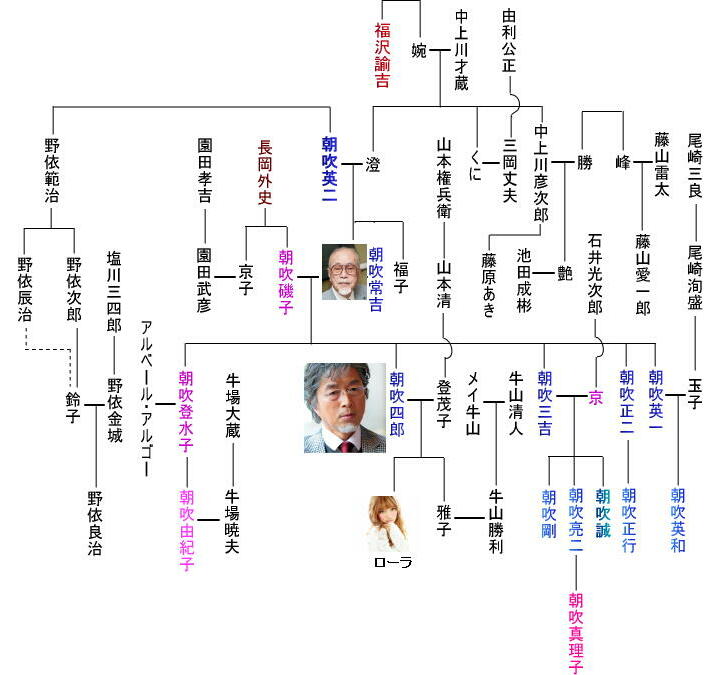 福沢諭吉
婉
中上川才蔵
由利公正
野依範治
園田孝吉
長岡外史
朝吹英二
澄
山本権兵衛
くに
三岡丈夫
中上川彦次郎
勝
峰
藤山雷太
尾崎三良
野依辰治
野依次郎
塩川三四郎
園田武彦
京子
朝吹磯子
朝吹常吉
福子
山本清
藤原あき
池田成彬
艶
石井光次郎
藤山愛一郎
尾崎洵盛
アルベール・アルゴー
鈴子
野依金城
朝吹登水子
牛場大蔵
朝吹四郎
登茂子
メイ牛山
牛山清人
朝吹三吉
京
朝吹正二
朝吹英一
玉子
野依良治
朝吹由紀子
牛場暁夫
ローラ
雅子
牛山勝利
朝吹剛
朝吹亮二
朝吹誠
朝吹正行
朝吹英和
朝吹真理子